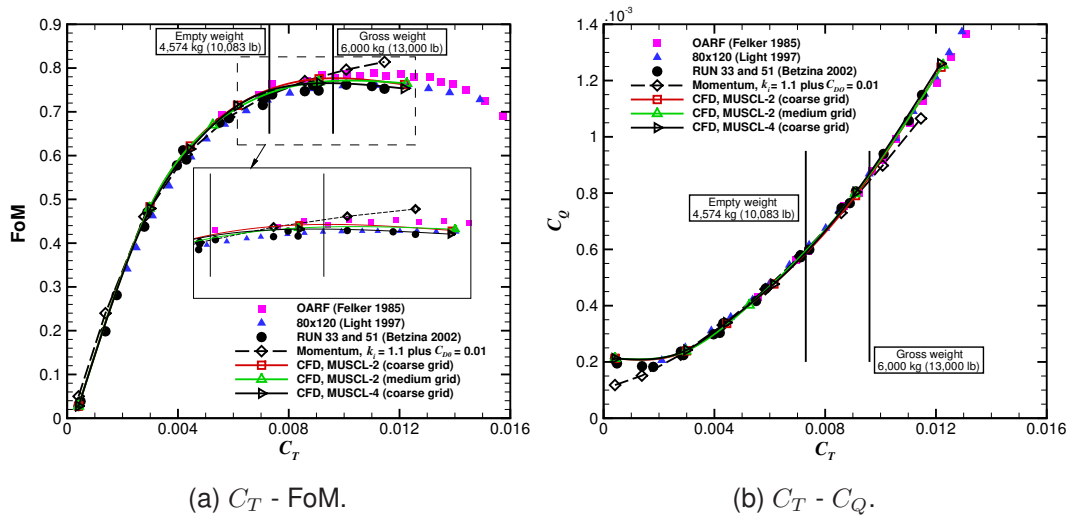 Empty weight
4,574 kg (10,083 lb)
Gross weight
6,000 kg (13,000 lb)
FoM
0.9
0.8
0.7
0.6
0.5
0.4
0.3
0.2
0.1
0
OARF (Felker 1985)
80x120 (Light 1997)
RUN 33 and 51 (Betzina 2002)
Momentum, k_i = 1.1 plus C_D0 = 0.01
CFD, MUSCL-2 (coarse grid)
CFD, MUSCL-2 (medium grid)
CFD, MUSCL-4 (coarse grid)
0 0.004 0.008 0.012 0.016
C_T
(a) C_T - FoM.
1.6 x10^-3
1.4
1.2
1.0
0.8
0.6
0.4
0.2
0
C_Q
OARF (Felker 1985)
80x120 (Light 1997)
RUN 33 and 51 (Betzina 2002)
Momentum, k_i = 1.1 plus C_D0 = 0.01
CFD, MUSCL-2 (coarse grid)
CFD, MUSCL-2 (medium grid)
CFD, MUSCL-4 (coarse grid)
Empty weight
4,574 kg (10,083 lb)
Gross weight
6,000 kg (13,000 lb)
0 0.004 0.008 0.012 0.016
C_T
(b) C_T - C_Q.